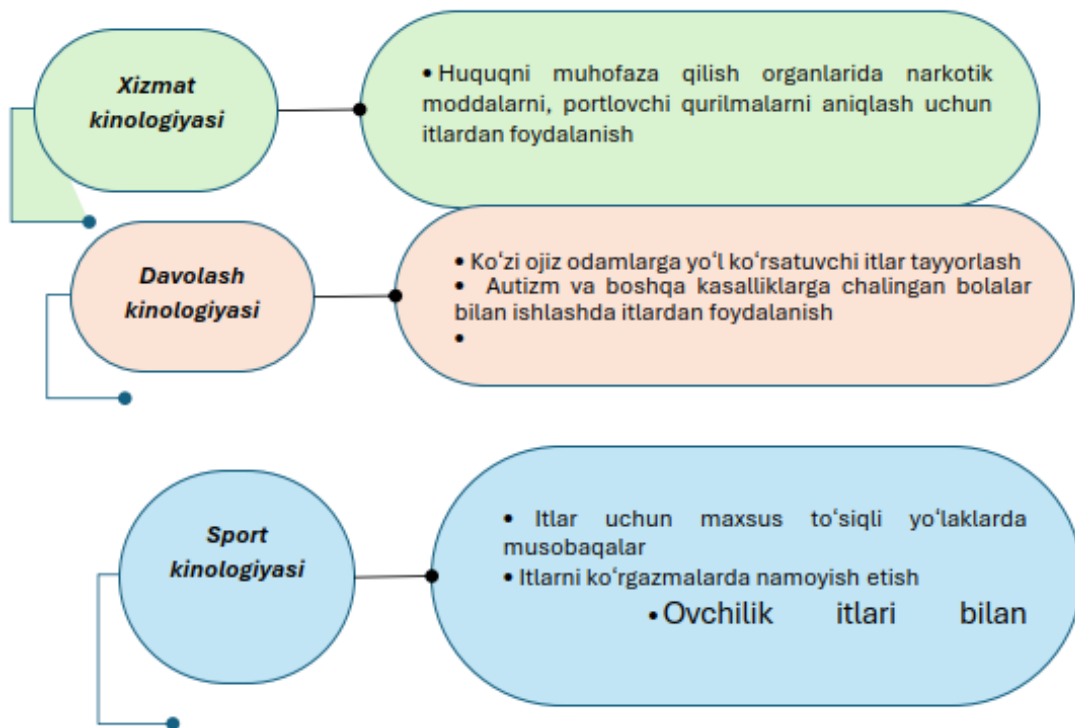 Xizmat
kinologiyasi
• Huquqni muhofaza qilish organlarida narkotik
moddalarni, portlovchi qurilmalarni aniqlash uchun
itlardan foydalanish
Davolash
kinologiyasi
• Koʻzi ojiz odamlarga yoʻl koʻrsatuvchi itlar tayyorlash
• Autizm va boshqa kasalliklarga chalingan bolalar
bilan ishlashda itlardan foydalanish
•
Sport
kinologiyasi
• Itlar uchun maxsus toʻsiqli yoʻlaklarda
musobaqalar
• Itlarni koʻrgazmalarda namoyish etish
• Ovchilik itlari bilan